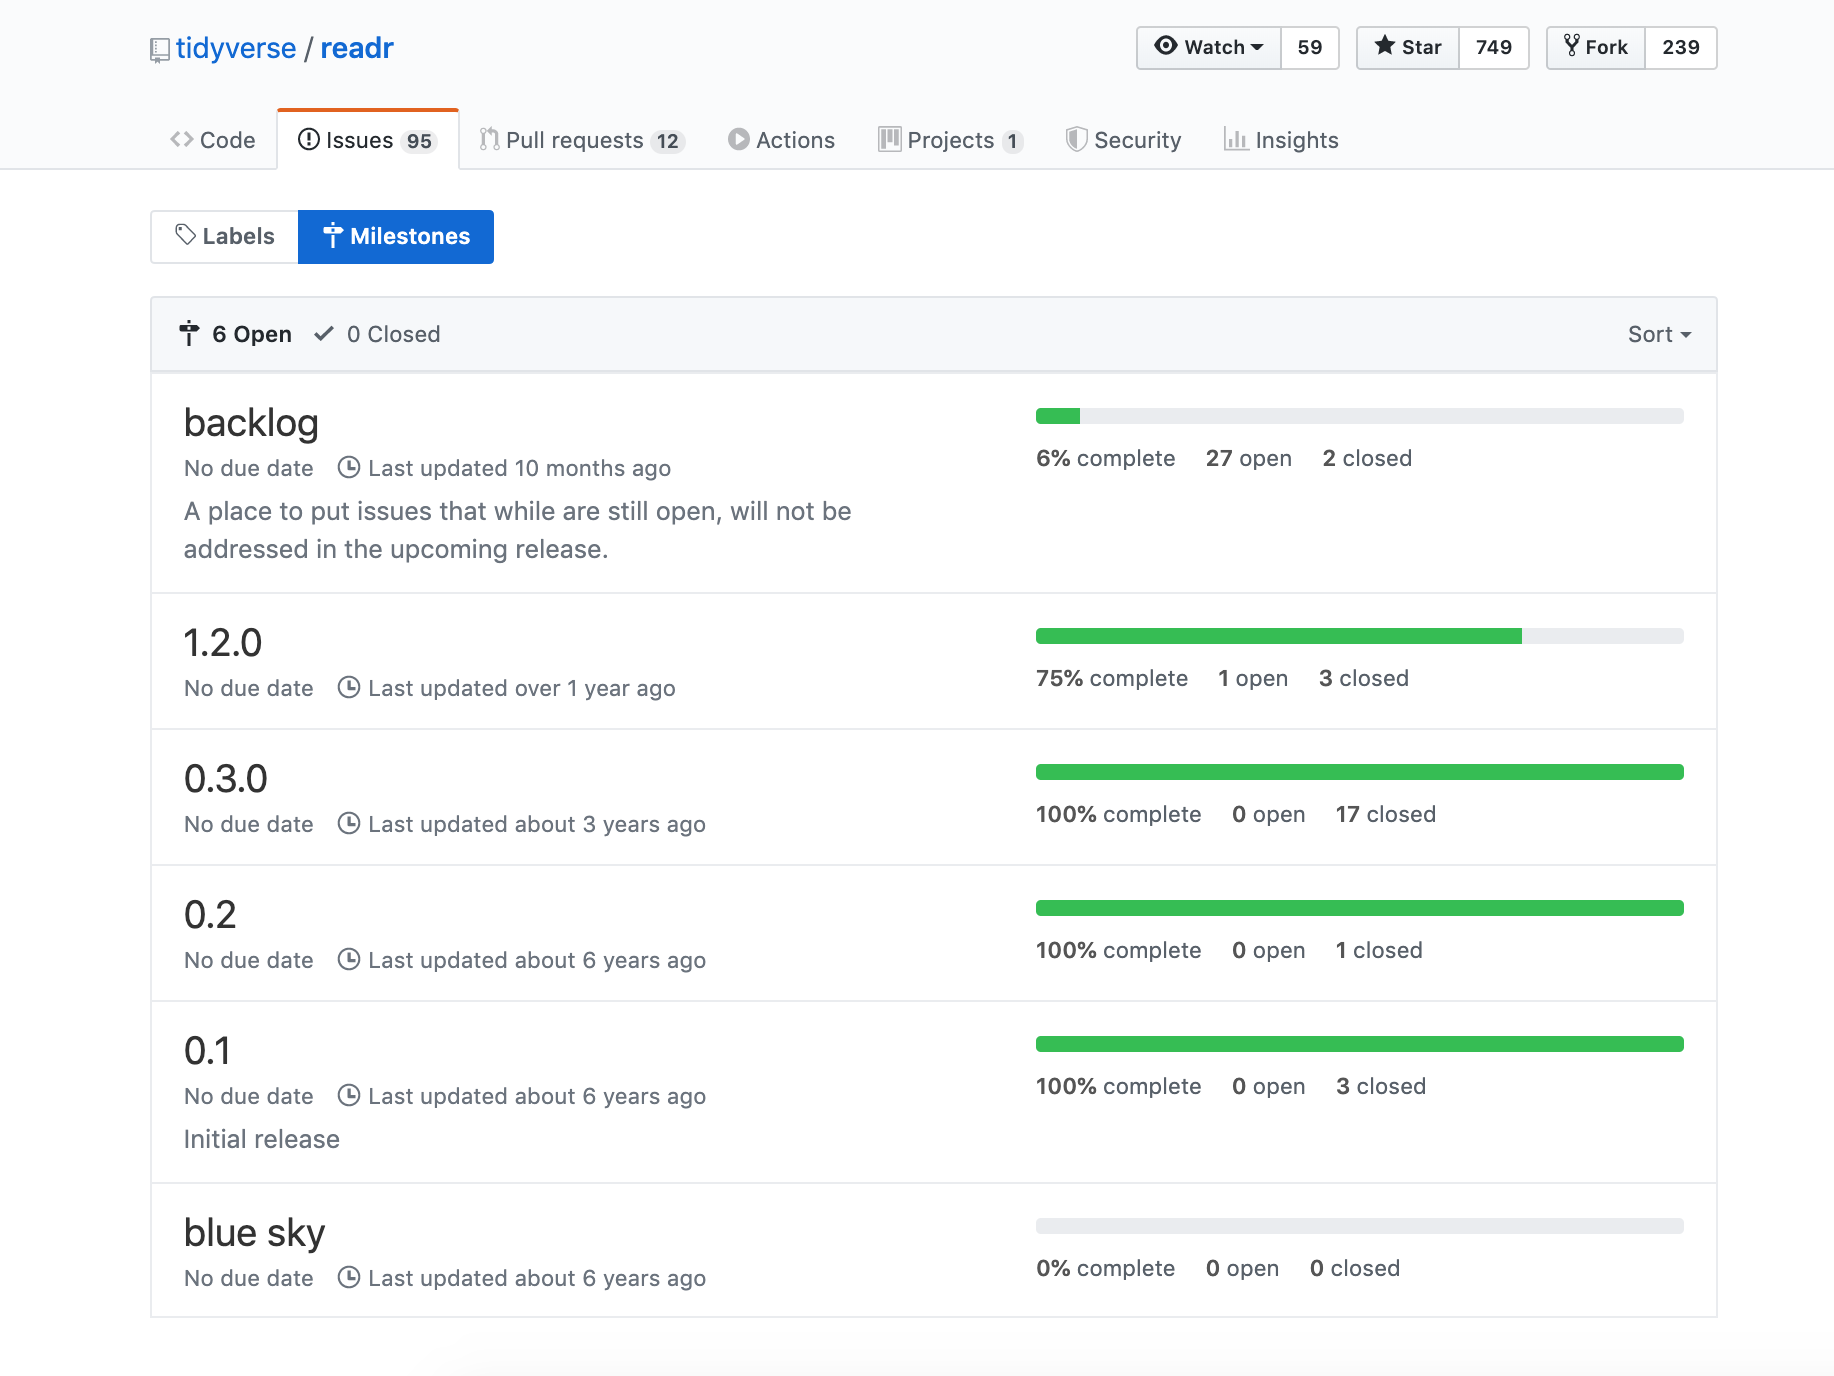 tidyverse / readr
Watch 59 Star 749 Fork 239
Code Issues 95 Pull requests 12 Actions Projects 1 Security Insights
Labels Milestones
6 Open 0 Closed Sort
backlog
No due date Last updated 10 months ago
A place to put issues that while are still open, will not be
addressed in the upcoming release.
6% complete 27 open 2 closed
1.2.0
No due date Last updated over 1 year ago
75% complete 1 open 3 closed
0.3.0
No due date Last updated about 3 years ago
100% complete 0 open 17 closed
0.2
No due date Last updated about 6 years ago
100% complete 0 open 1 closed
0.1
No due date Last updated about 6 years ago
Initial release
100% complete 0 open 3 closed
blue sky
No due date Last updated about 6 years ago
0% complete 0 open 0 closed